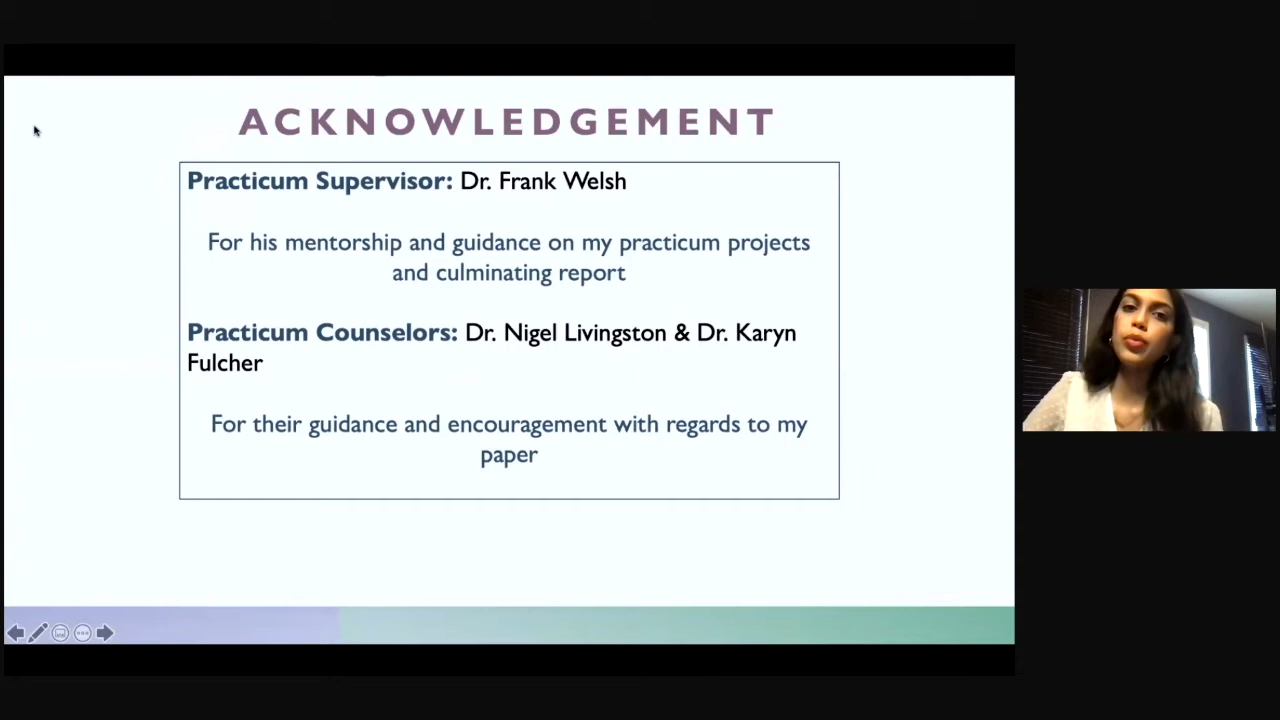 ACKNOWLEDGEMENT
Practicum Supervisor: Dr. Frank Welsh
For his mentorship and guidance on my practicum projects
and culminating report
Practicum Counselors: Dr. Nigel Livingston & Dr. Karyn
Fulcher
For their guidance and encouragement with regards to my
paper